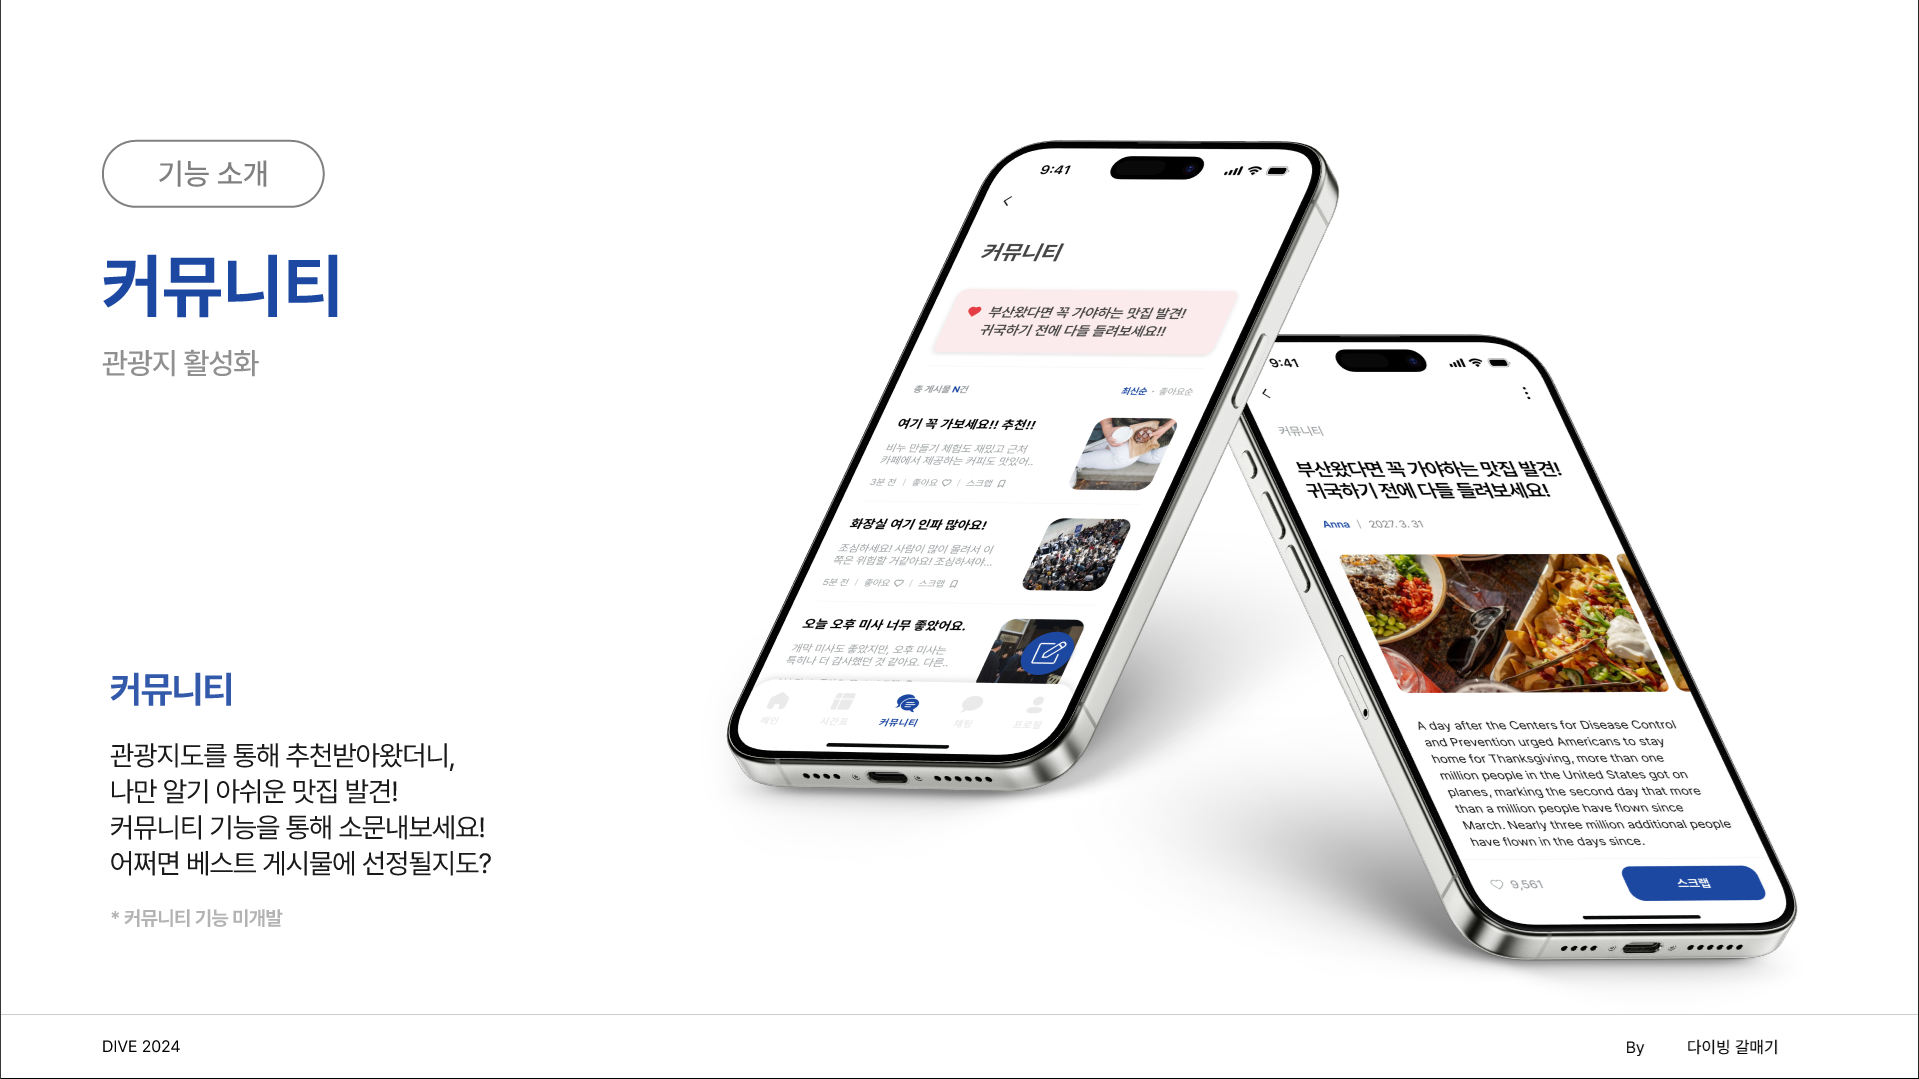 기능 소개
커뮤니티
관광지 활성화
커뮤니티
관광지도를 통해 추천받아왔더니,
나만 알기 아쉬운 맛집 발견!
커뮤니티 기능을 통해 소문내보세요!
어쩌면 베스트 게시물에 선정될지도?
* 커뮤니티 기능 미개발
9:41
커뮤니티
부산왔다면 꼭 가야하는 맛집 발견!
귀국하기 전에 다들 들려보세요!!
총 게시물 N건
최신순 · 좋아요순
여기 꼭 가보세요!! 추천!!
비누 만들기 체험도 재밌고 근처
카페에서 제공하는 커피도 맛있어..
3분 전 | 좋아요 | 스크랩
화장실 여기 인파 많아요!
조심하세요! 사람이 많이 몰려서 이
쪽은 위험할 거같아요! 조심하셔야...
5분 전 | 좋아요 | 스크랩
오늘 오후 미사 너무 좋았어요.
개막 미사도 좋았지만, 오후 미사는
특히나 더 감사했던 것 같아요. 다른..
메인
시간표
커뮤니티
채팅
프로필
9:41
커뮤니티
부산왔다면 꼭 가야하는 맛집 발견!
귀국하기 전에 다들 들려보세요!
Anna | 2027. 3. 31
A day after the Centers for Disease Control
and Prevention urged Americans to stay
home for Thanksgiving, more than one
million people in the United States got on
planes, marking the second day that more
than a million people have flown since
March. Nearly three million additional people
have flown in the days since.
9,561
스크랩
DIVE 2024
By
다이빙 갈매기